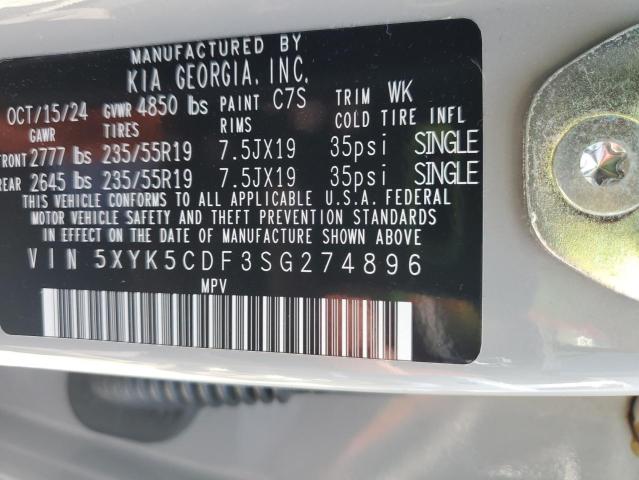 MANUFACTURED BY
KIA GEORGIA, INC.
OCT/15/24 GVWR 4850 lbs PAINT C7S TRIM WK
GAWR TIRES RIMS COLD TIRE INFL
FRONT 2777 lbs 235/55R19 7.5JX19 35psi SINGLE
REAR 2645 lbs 235/55R19 7.5JX19 35psi SINGLE
THIS VEHICLE CONFORMS TO ALL APPLICABLE U.S.A. FEDERAL
MOTOR VEHICLE SAFETY AND THEFT PREVENTION STANDARDS
IN EFFECT ON THE DATE OF MANUFACTURE SHOWN ABOVE
VIN 5XYK5CDF3SG274896
MPV